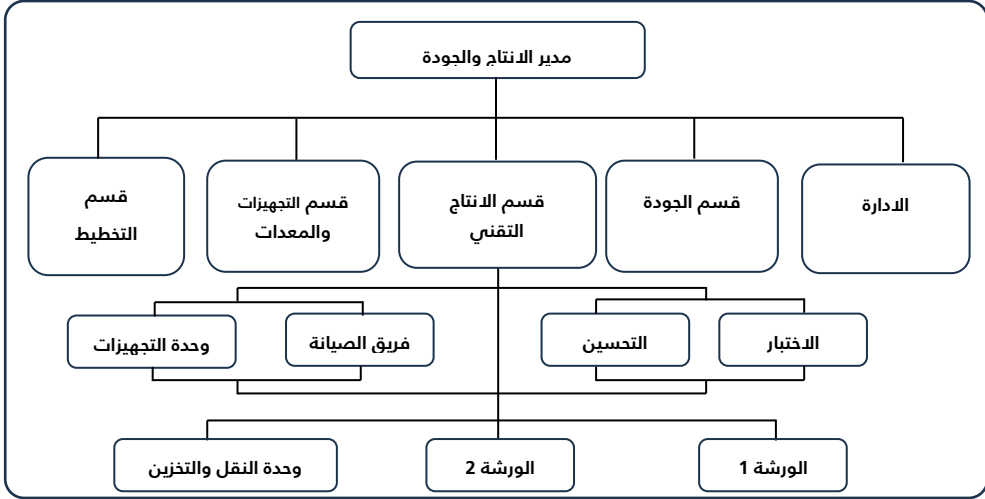 مدير الانتاج والجودة
الادارة
قسم الجودة
قسم الانتاج
التقني
قسم التجهيزات
والمعدات
قسم
التخطيط
الاختبار
التحسين
فريق الصيانة
وحدة التجهيزات
الورشة 1
الورشة 2
وحدة النقل والتخزين